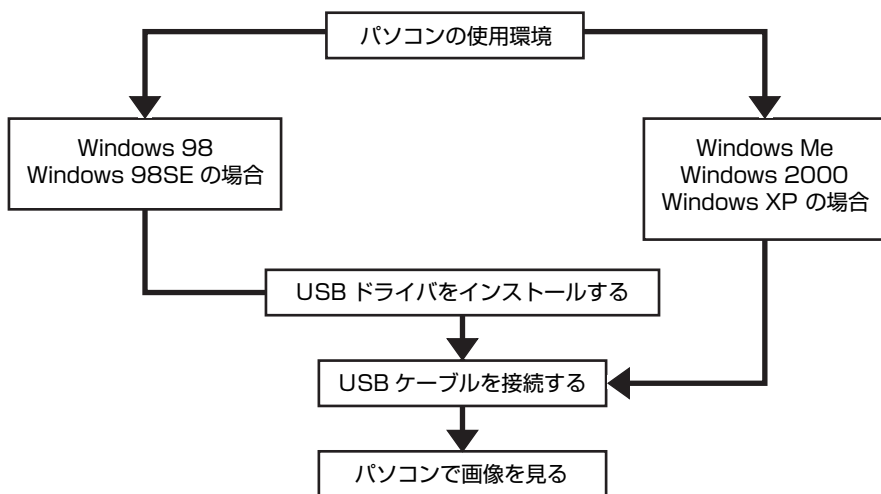 パソコンの使用環境
Windows 98
Windows 98SE の場合
Windows Me
Windows 2000
Windows XP の場合
USB ドライバをインストールする
USB ケーブルを接続する
パソコンで画像を見る